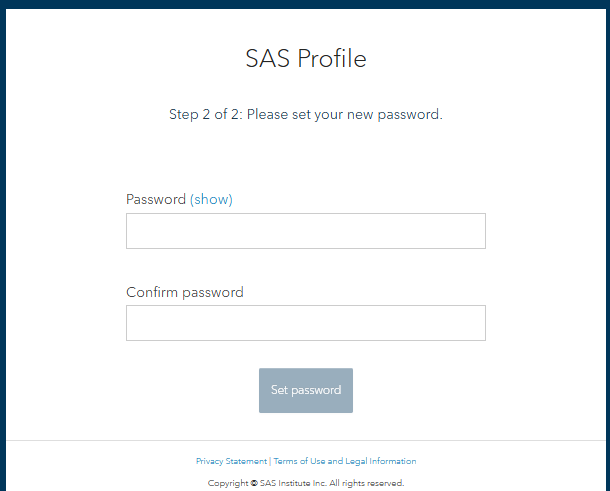 SAS Profile
Step 2 of 2: Please set your new password.
Password (show)
Confirm password
Set password
Privacy Statement | Terms of Use and Legal Information
Copyright © SAS Institute Inc. All rights reserved.